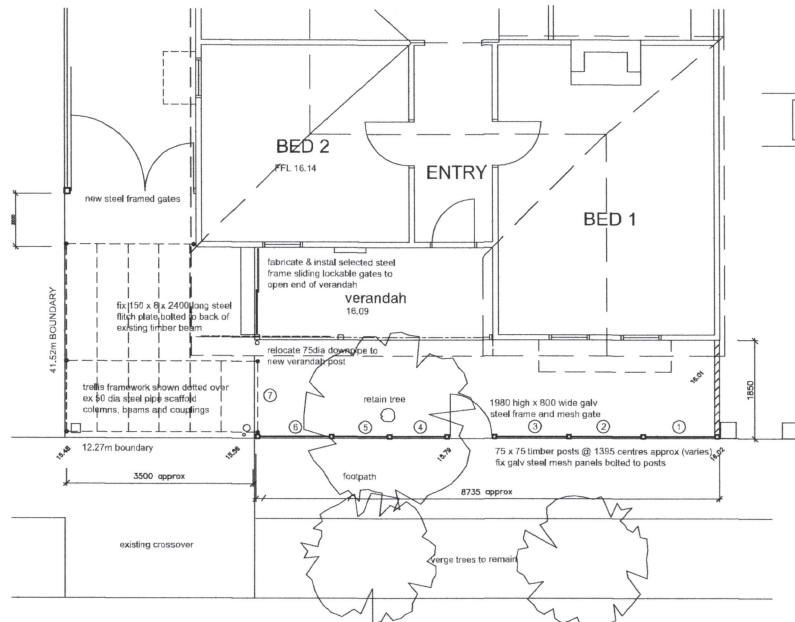 BED 2
FFL 16.14
ENTRY
BED 1
new steel framed gates
41.52m BOUNDARY
fabricate & instal selected steel
frame sliding lockable gates to
open end of verandah
verandah
16.09
fix 150 x 8 x 2400 long steel
flitch plate bolted to back of
existing timber beam
relocate 75dia downpipe to
new verandah post
trellis framework shown dotted over
ex 50 dia steel pipe scaffold
columns, beams and couplings
retain tree
1980 high x 800 wide galv
steel frame and mesh gate
16.01
1850
7
6
5
4
3
2
1
12.27m boundary
15.48
15.56
15.79
16.02
75 x 75 timber posts @ 1395 centres approx (varies)
fix galv steel mesh panels bolted to posts
3500 approx
footpath
8735 approx
existing crossover
verge trees to remain